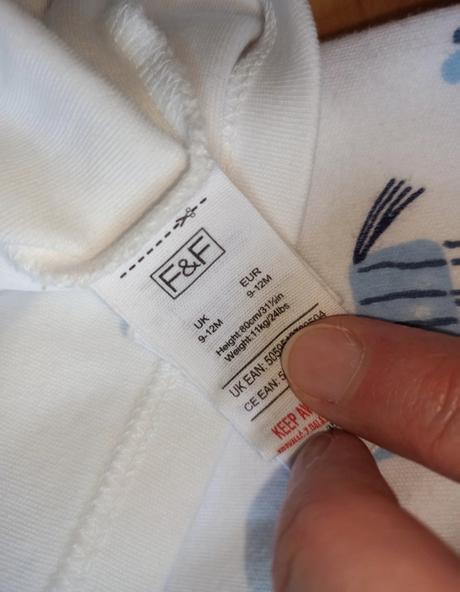 F&F
UK EUR
9-12M 9-12M
Height 80cm/31½in
Weight 11kg/24lbs
UK EAN:
CE EAN:
KEEP